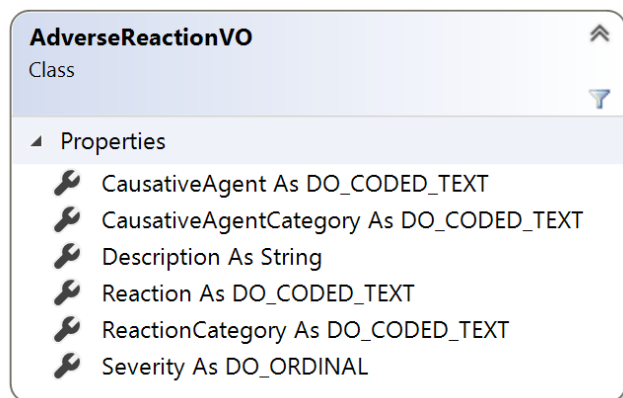 AdverseReactionVO
Class
Properties
CausativeAgent As DO_CODED_TEXT
CausativeAgentCategory As DO_CODED_TEXT
Description As String
Reaction As DO_CODED_TEXT
ReactionCategory As DO_CODED_TEXT
Severity As DO_ORDINAL